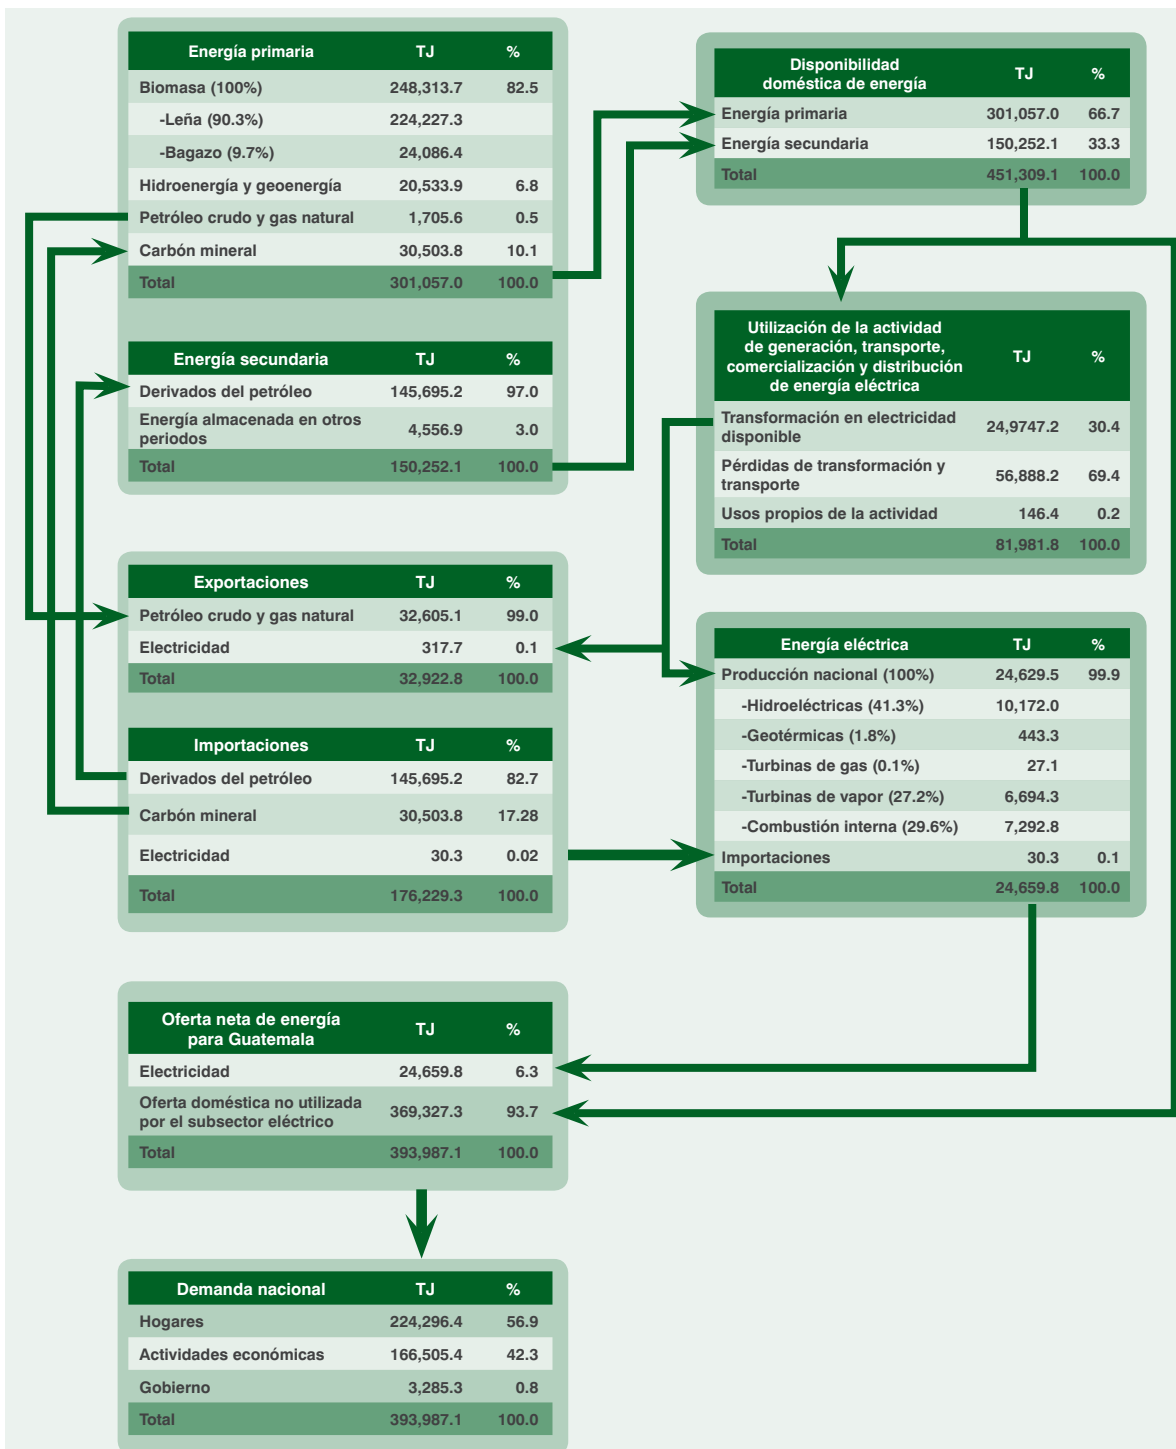 Energía primaria TJ %
Biomasa (100%) 248,313.7 82.5
-Leña (90.3%) 224,227.3
-Bagazo (9.7%) 24,086.4
Hidroenergía y geoenergía 20,533.9 6.8
Petróleo crudo y gas natural 1,705.6 0.5
Carbón mineral 30,503.8 10.1
Total 301,057.0 100.0
Energía secundaria TJ %
Derivados del petróleo 145,695.2 97.0
Energía almacenada en otros
periodos 4,556.9 3.0
Total 150,252.1 100.0
Exportaciones TJ %
Petróleo crudo y gas natural 32,605.1 99.0
Electricidad 317.7 0.1
Total 32,922.8 100.0
Importaciones TJ %
Derivados del petróleo 145,695.2 82.7
Carbón mineral 30,503.8 17.28
Electricidad 30.3 0.02
Total 176,229.3 100.0
Disponibilidad
doméstica de energía TJ %
Energía primaria 301,057.0 66.7
Energía secundaria 150,252.1 33.3
Total 451,309.1 100.0
Utilización de la actividad
de generación, transporte,
comercialización y distribución
de energía eléctrica TJ %
Transformación en electricidad
disponible 24,9747.2 30.4
Pérdidas de transformación y
transporte 56,888.2 69.4
Usos propios de la actividad 146.4 0.2
Total 81,981.8 100.0
Energía eléctrica TJ %
Producción nacional (100%) 24,629.5 99.9
-Hidroeléctricas (41.3%) 10,172.0
-Geotérmicas (1.8%) 443.3
-Turbinas de gas (0.1%) 27.1
-Turbinas de vapor (27.2%) 6,694.3
-Combustión interna (29.6%) 7,292.8
Importaciones 30.3 0.1
Total 24,659.8 100.0
Oferta neta de energía
para Guatemala TJ %
Electricidad 24,659.8 6.3
Oferta doméstica no utilizada
por el subsector eléctrico 369,327.3 93.7
Total 393,987.1 100.0
Demanda nacional TJ %
Hogares 224,296.4 56.9
Actividades económicas 166,505.4 42.3
Gobierno 3,285.3 0.8
Total 393,987.1 100.0